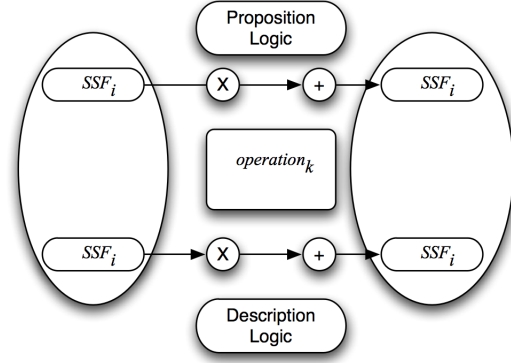 Proposition
Logic
SSF_i X + SSF_i
operation_k
SSF_i X + SSF_i
Description
Logic